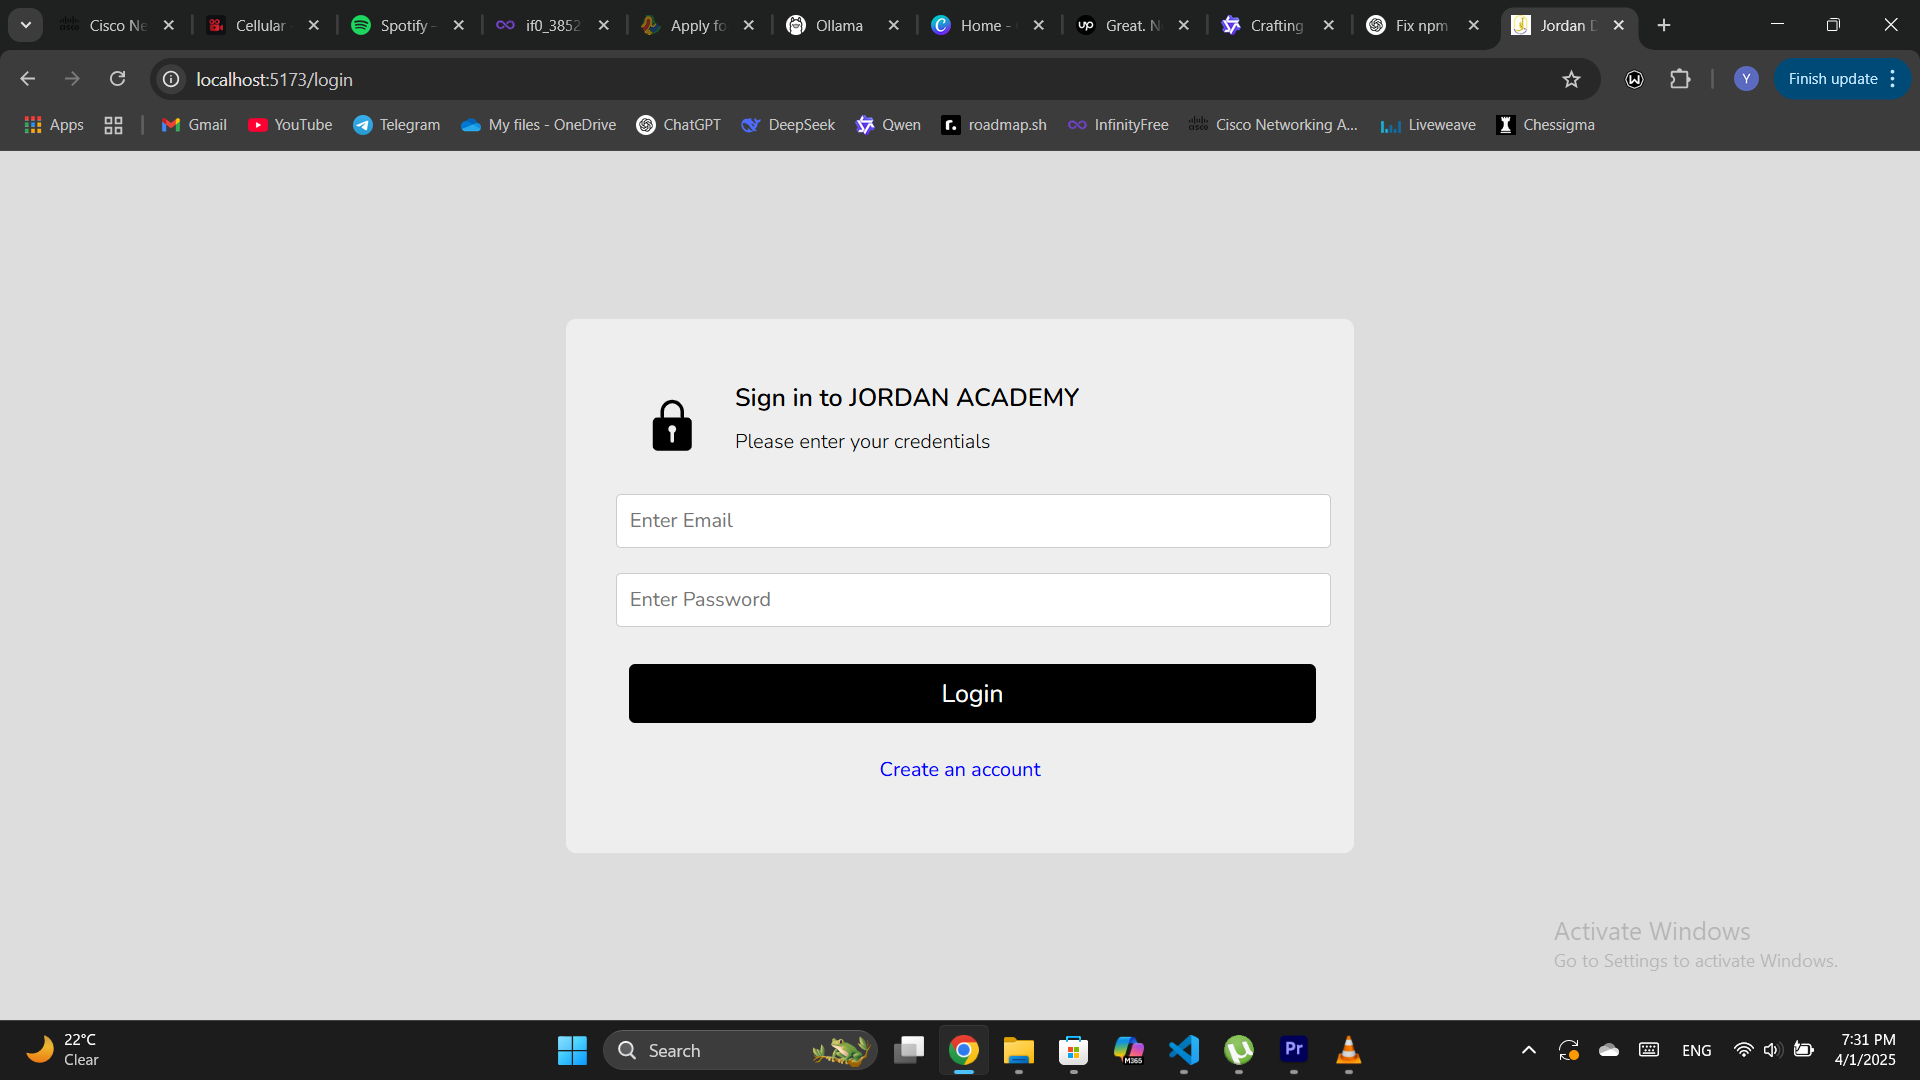 Cisco Ne
Cellular
Spotify -
if0_3852
Apply fo
Ollama
Home -
Great. N
Crafting
Fix npm
Jordan D
localhost:5173/login
Y
Finish update
Apps
Gmail
YouTube
Telegram
My files - OneDrive
ChatGPT
DeepSeek
Qwen
roadmap.sh
InfinityFree
Cisco Networking A...
Liveweave
Chessigma
Sign in to JORDAN ACADEMY
Please enter your credentials
Enter Email
Enter Password
Login
Create an account
Activate Windows
Go to Settings to activate Windows.
22°C
Clear
Search
M365
Pr
ENG
7:31 PM
4/1/2025